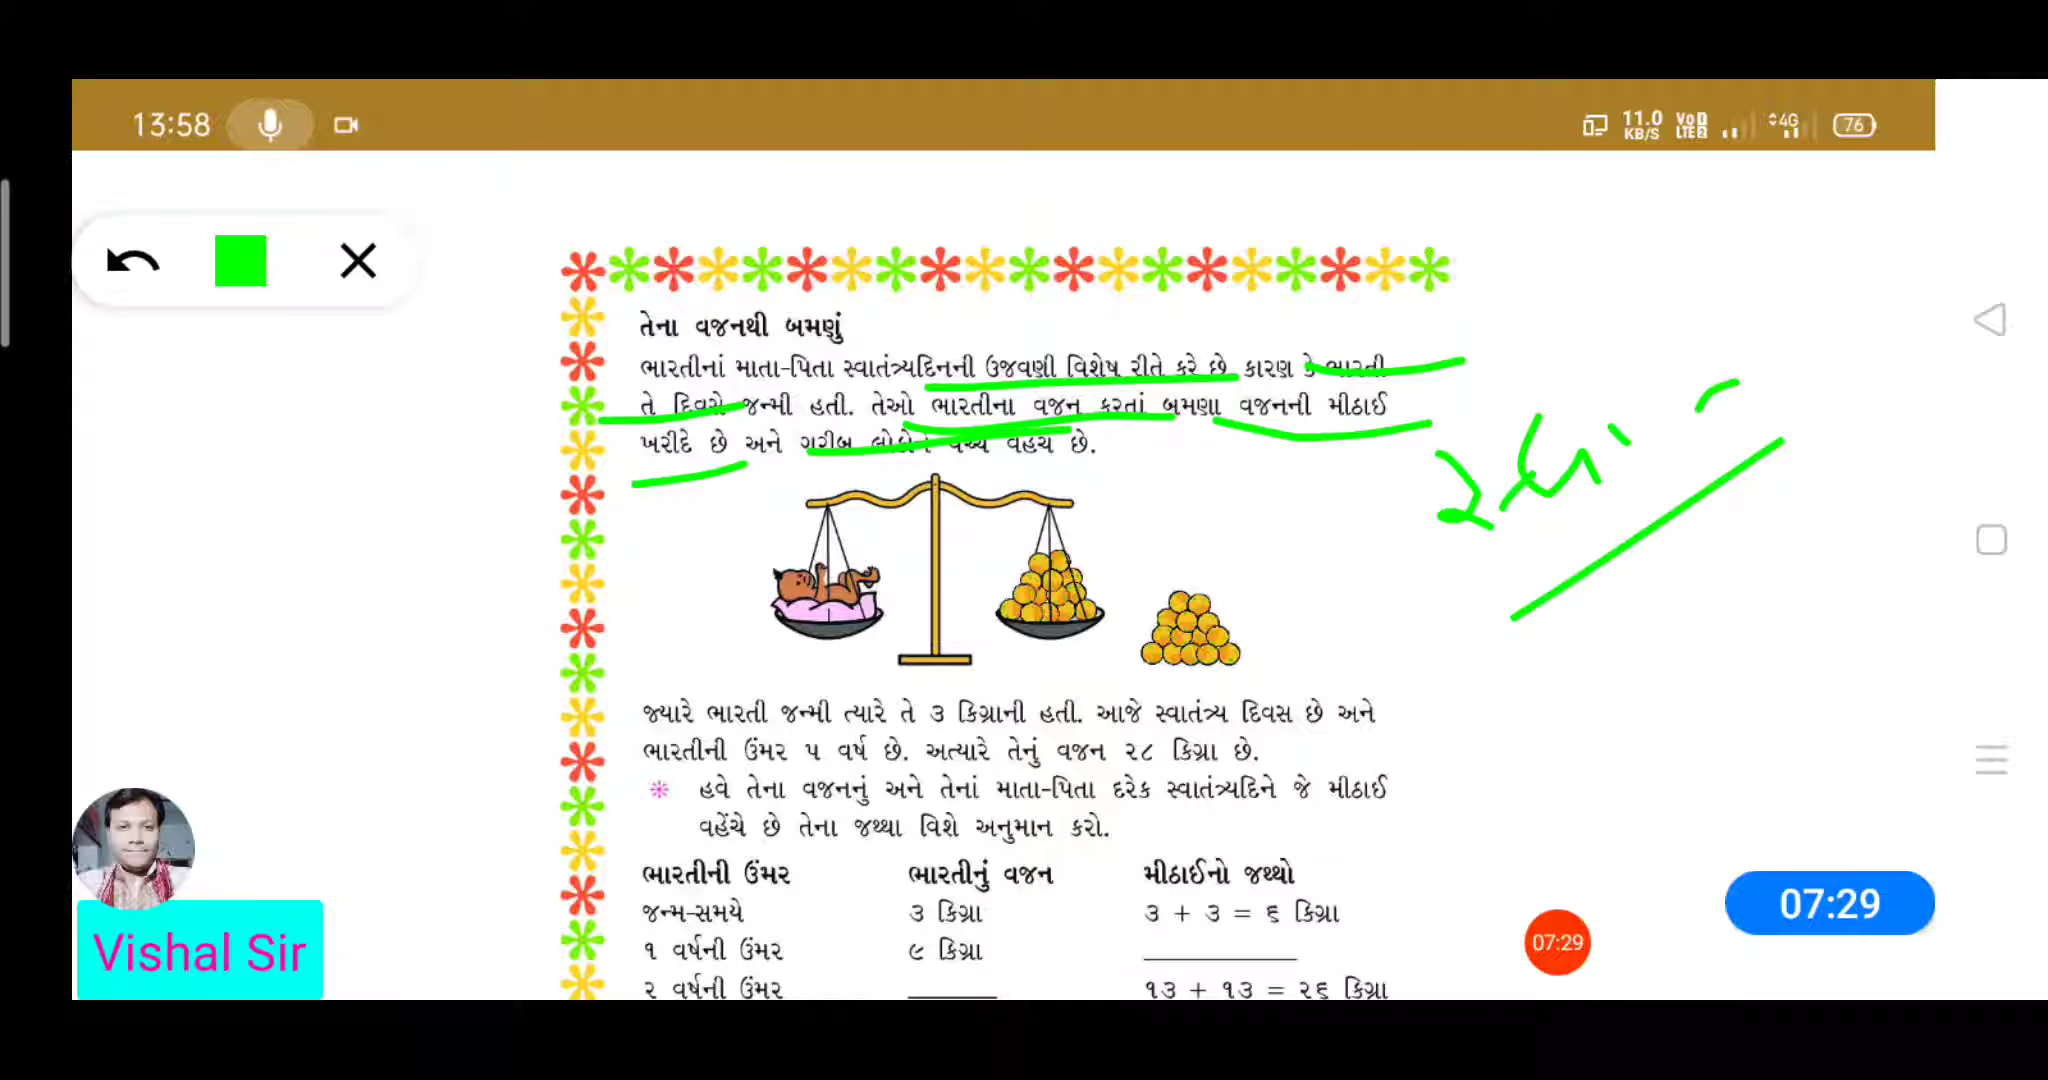 13:58
11.0 KB/S Vo LTE 4G 76
તેના વજનથી બમણું
ભારતીનાં માતા-પિતા સ્વાતંત્ર્યદિનની ઉજવણી વિશેષ રીતે કરે છે કારણ કે ભારતી
તે દિવસે જન્મી હતી. તેઓ ભારતીના વજન કરતાં બમણા વજનની મીઠાઈ
ખરીદે છે અને ગરીબ લોકોને વચ્ચે વહેંચે છે.
જ્યારે ભારતી જન્મી ત્યારે તે ૩ કિગ્રાની હતી. આજે સ્વાતંત્ર્ય દિવસ છે અને
ભારતીની ઉંમર ૫ વર્ષ છે. અત્યારે તેનું વજન ૨૮ કિગ્રા છે.
હવે તેના વજનનું અને તેનાં માતા-પિતા દરેક સ્વાતંત્ર્યદિને જે મીઠાઈ
વહેંચે છે તેના જથ્થા વિશે અનુમાન કરો.
ભારતીની ઉંમર ભારતીનું વજન મીઠાઈનો જથ્થો
જન્મ-સમયે ૩ કિગ્રા ૩ + ૩ = ૬ કિગ્રા
૧ વર્ષની ઉંમર ૯ કિગ્રા
૨ વર્ષની ઉંમર ૧૩ + ૧૩ = ૨૬ કિગ્રા
Vishal Sir
07:29
07:29